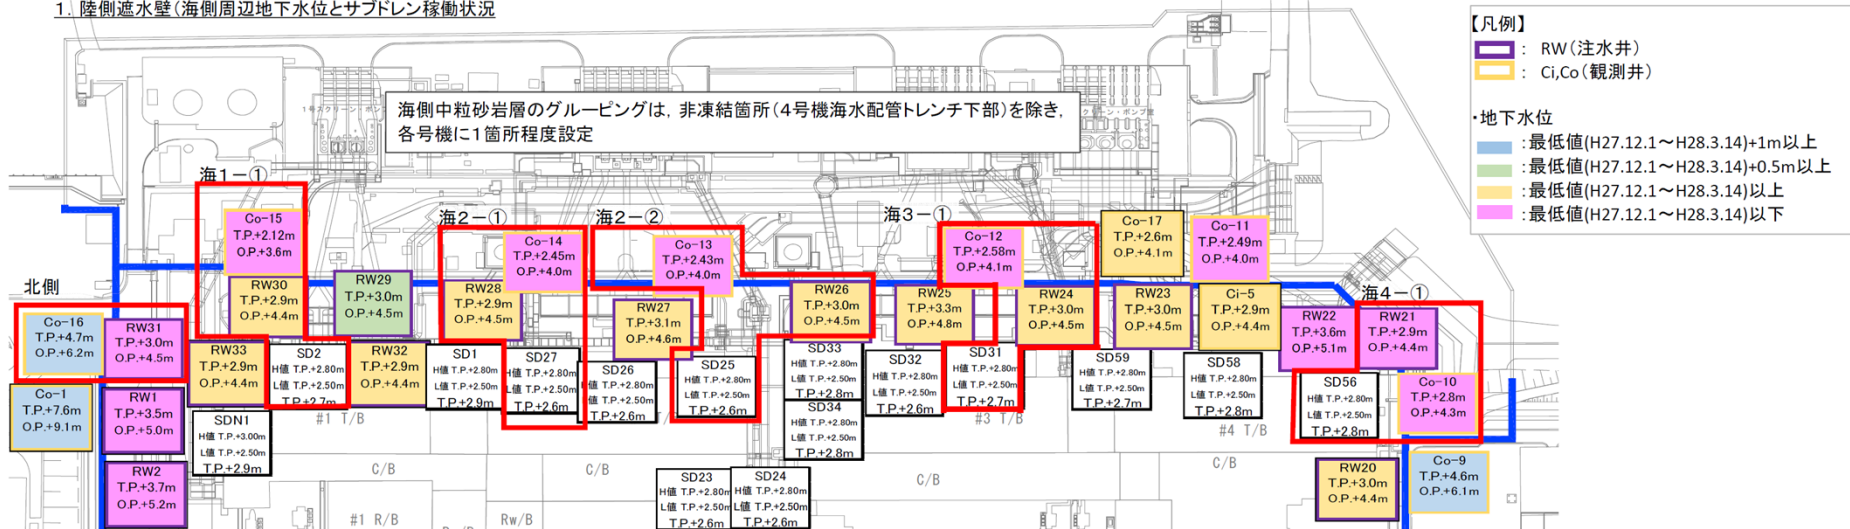 1. 陸側遮水壁(海側周辺地下水位とサブドレン稼働状況
【凡例】
: RW(注水井)
: Ci,Co(観測井)
・地下水位
:最低値(H27.12.1～H28.3.14)+1m以上
:最低値(H27.12.1～H28.3.14)+0.5m以上
:最低値(H27.12.1～H28.3.14)以上
:最低値(H27.12.1～H28.3.14)以下
海側中粒砂岩層のグルーピングは, 非凍結箇所(4号機海水配管トレンチ下部)を除き,
各号機に1箇所程度設定
海1-①
海2-①
海2-②
海3-①
海4-①
北側
Co-15
T.P.+2.12m
O.P.+3.6m
Co-14
T.P.+2.45m
O.P.+4.0m
Co-13
T.P.+2.43m
O.P.+4.0m
Co-12
T.P.+2.58m
O.P.+4.1m
Co-17
T.P.+2.6m
O.P.+4.1m
Co-11
T.P.+2.49m
O.P.+4.0m
RW30
T.P.+2.9m
O.P.+4.4m
RW29
T.P.+3.0m
O.P.+4.5m
RW28
T.P.+2.9m
O.P.+4.5m
RW27
T.P.+3.1m
O.P.+4.6m
RW26
T.P.+3.0m
O.P.+4.5m
RW25
T.P.+3.3m
O.P.+4.8m
RW24
T.P.+3.0m
O.P.+4.5m
RW23
T.P.+3.0m
O.P.+4.5m
Ci-5
T.P.+2.9m
O.P.+4.4m
RW22
T.P.+3.6m
O.P.+5.1m
RW21
T.P.+2.9m
O.P.+4.4m
Co-16
T.P.+4.7m
O.P.+6.2m
RW31
T.P.+3.0m
O.P.+4.5m
RW33
T.P.+2.9m
O.P.+4.4m
SD2
H値 T.P.+2.80m
L値 T.P.+2.50m
T.P.+2.7m
RW32
T.P.+2.9m
O.P.+4.4m
SD1
H値 T.P.+2.80m
L値 T.P.+2.50m
T.P.+2.9m
SD27
H値 T.P.+2.80m
L値 T.P.+2.50m
T.P.+2.6m
SD26
H値 T.P.+2.80m
L値 T.P.+2.50m
T.P.+2.6m
SD25
H値 T.P.+2.80m
L値 T.P.+2.50m
T.P.+2.6m
SD33
H値 T.P.+2.80m
L値 T.P.+2.50m
T.P.+2.8m
SD32
H値 T.P.+2.80m
L値 T.P.+2.50m
T.P.+2.6m
SD31
H値 T.P.+2.80m
L値 T.P.+2.50m
T.P.+2.7m
SD59
H値 T.P.+2.80m
L値 T.P.+2.50m
T.P.+2.7m
SD58
H値 T.P.+2.80m
L値 T.P.+2.50m
T.P.+2.8m
SD56
H値 T.P.+2.80m
L値 T.P.+2.50m
T.P.+2.8m
Co-10
T.P.+2.8m
O.P.+4.3m
Co-1
T.P.+7.6m
O.P.+9.1m
RW1
T.P.+3.5m
O.P.+5.0m
SDN1
H値 T.P.+3.00m
L値 T.P.+2.50m
T.P.+2.9m
SD34
H値 T.P.+2.80m
L値 T.P.+2.50m
T.P.+2.8m
#1 T/B
#3 T/B
#4 T/B
RW2
T.P.+3.7m
O.P.+5.2m
C/B
C/B
C/B
C/B
SD23
H値 T.P.+2.80m
L値 T.P.+2.50m
T.P.+2.6m
SD24
H値 T.P.+2.80m
L値 T.P.+2.50m
T.P.+2.6m
RW20
T.P.+3.0m
O.P.+4.4m
Co-9
T.P.+4.6m
O.P.+6.1m
#1 R/B
Rw/B